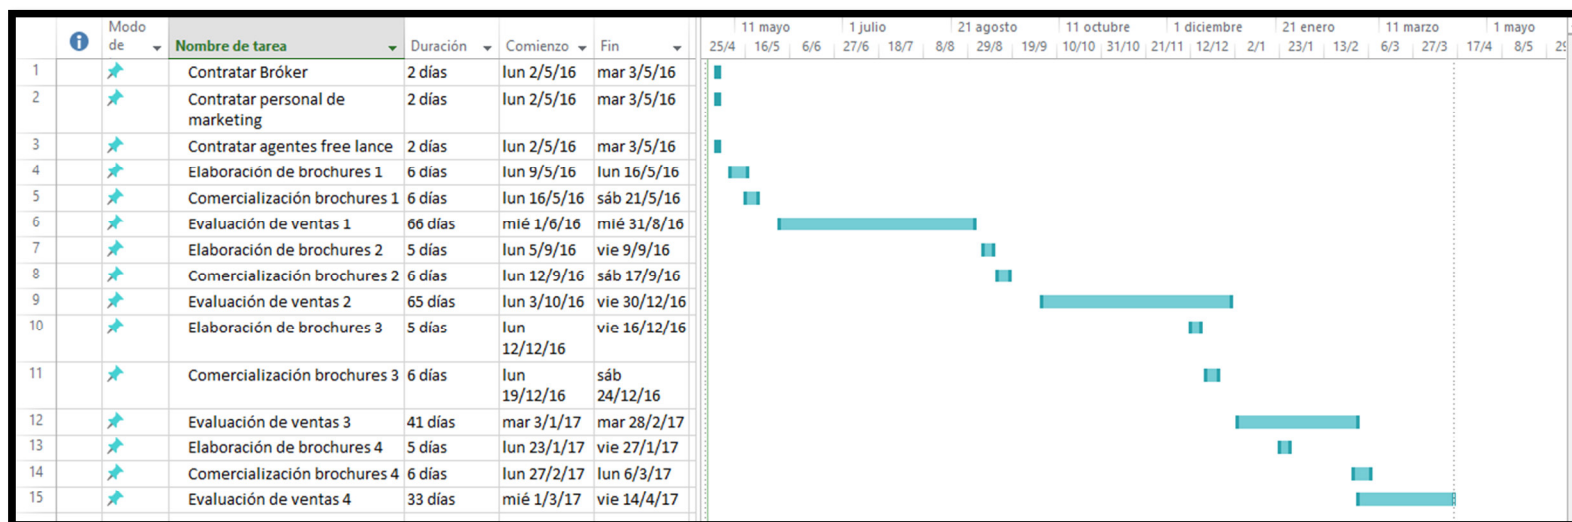 Modo de Nombre de tarea Duración Comienzo Fin
11 mayo 1 julio 21 agosto 11 octubre 1 diciembre 21 enero 11 marzo 1 mayo
25/4 16/5 6/6 27/6 18/7 8/8 29/8 19/9 10/10 31/10 21/11 12/12 2/1 23/1 13/2 6/3 27/3 17/4 8/5 29
1 Contratar Bróker 2 días lun 2/5/16 mar 3/5/16
2 Contratar personal de marketing 2 días lun 2/5/16 mar 3/5/16
3 Contratar agentes free lance 2 días lun 2/5/16 mar 3/5/16
4 Elaboración de brochures 1 6 días lun 9/5/16 lun 16/5/16
5 Comercialización brochures 1 6 días lun 16/5/16 sáb 21/5/16
6 Evaluación de ventas 1 66 días mié 1/6/16 mié 31/8/16
7 Elaboración de brochures 2 5 días lun 5/9/16 vie 9/9/16
8 Comercialización brochures 2 6 días lun 12/9/16 sáb 17/9/16
9 Evaluación de ventas 2 65 días lun 3/10/16 vie 30/12/16
10 Elaboración de brochures 3 5 días lun 12/12/16 vie 16/12/16
11 Comercialización brochures 3 6 días lun 19/12/16 sáb 24/12/16
12 Evaluación de ventas 3 41 días mar 3/1/17 mar 28/2/17
13 Elaboración de brochures 4 5 días lun 23/1/17 vie 27/1/17
14 Comercialización brochures 4 6 días lun 27/2/17 lun 6/3/17
15 Evaluación de ventas 4 33 días mié 1/3/17 vie 14/4/17